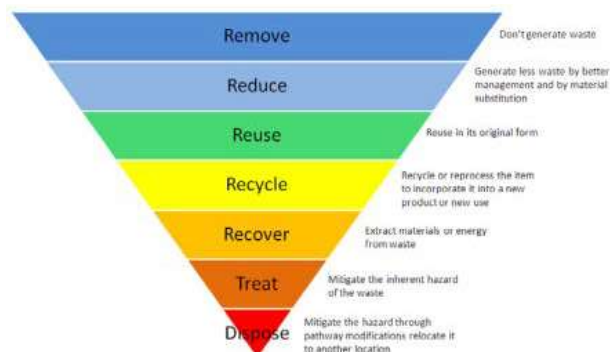 Remove
Don't generate waste
Reduce
Generate less waste by better
management and by material
substitution
Reuse
Reuse in its original form
Recycle
Recycle or reprocess the item
to incorporate it into a new
product or new use
Recover
Extract materials or energy
from waste
Treat
Mitigate the inherent hazard
of the waste
Dispose
Mitigate the hazard through
pathway modifications relocate it
to another location